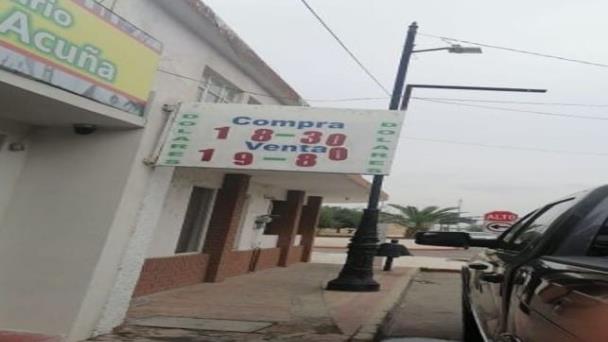 rio
Acuña
DOLARES
Compra
18-30
Venta
19-80
DOLARES
ALTO